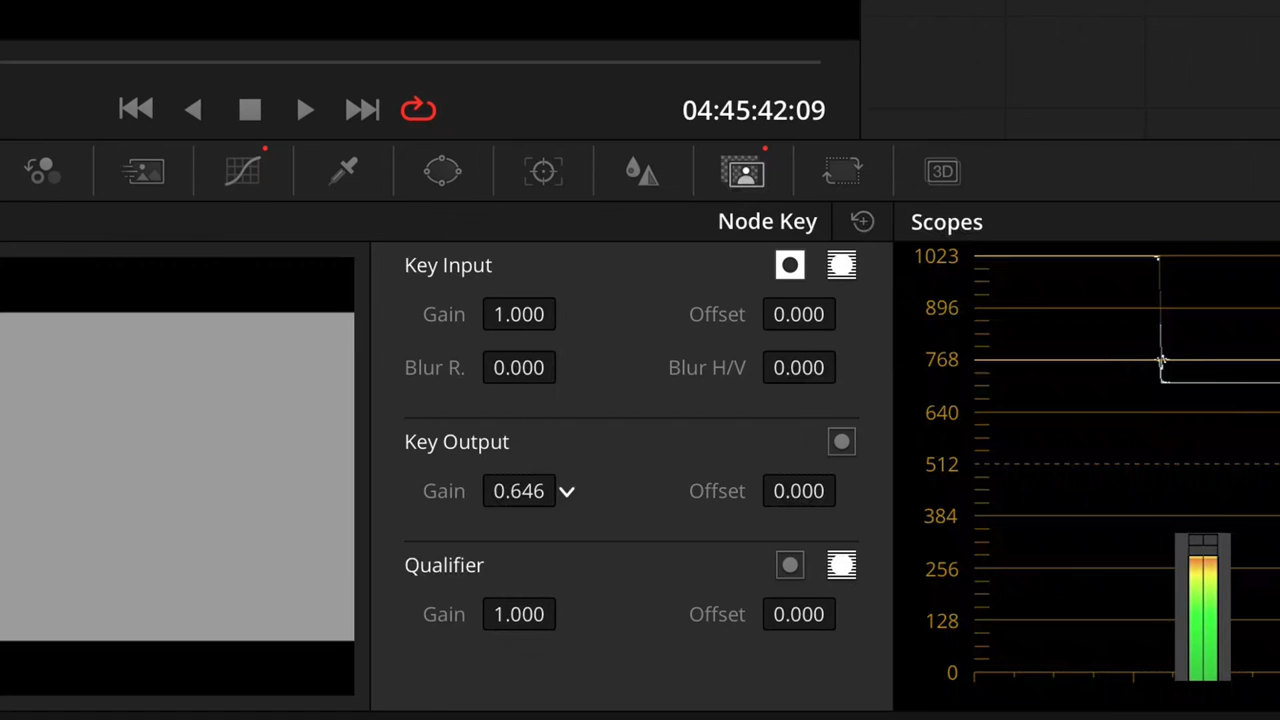 04:45:42:09
3D
Node Key
Scopes
Key Input
Gain 1.000 Offset 0.000
Blur R. 0.000 Blur H/V 0.000
Key Output
Gain 0.646 Offset 0.000
Qualifier
Gain 1.000 Offset 0.000
1023
896
768
640
512
384
256
128
0